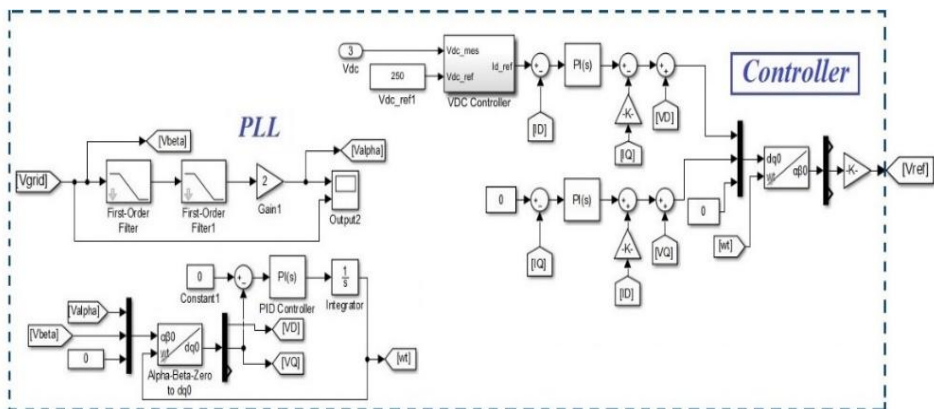 3
Vdc
250
Vdc_ref1
Vdc_mes
Vdc_ref
Id_ref
VDC Controller
PI(s)
[ID]
-K-
[IQ]
[VD]
Controller
PLL
[Vbeta]
[Valpha]
[Vgrid]
First-Order
Filter
First-Order
Filter1
2
Gain1
Output2
0
PI(s)
[IQ]
-K-
[ID]
[VQ]
0
[wt]
dq0
wt
αβ0
-K-
[Vref]
0
Constant1
PI(s)
PID Controller
1
s
Integrator
[Valpha]
[Vbeta]
0
αβ0
wt
dq0
Alpha-Beta-Zero
to dq0
[VD]
[VQ]
[wt]